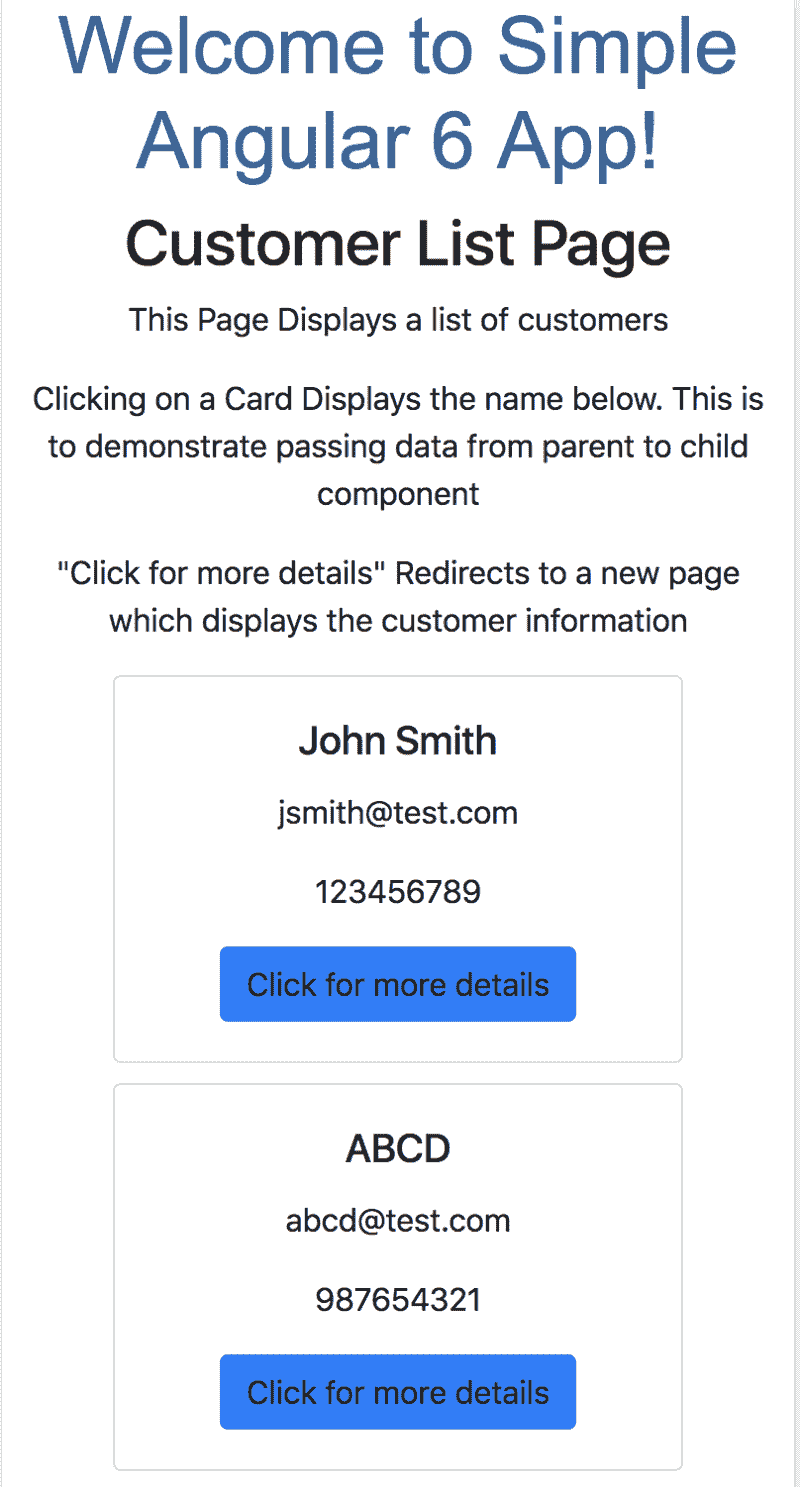 Welcome to Simple
Angular 6 App!
Customer List Page
This Page Displays a list of customers
Clicking on a Card Displays the name below. This is
to demonstrate passing data from parent to child
component
"Click for more details" Redirects to a new page
which displays the customer information
John Smith
jsmith@test.com
123456789
Click for more details
ABCD
abcd@test.com
987654321
Click for more details